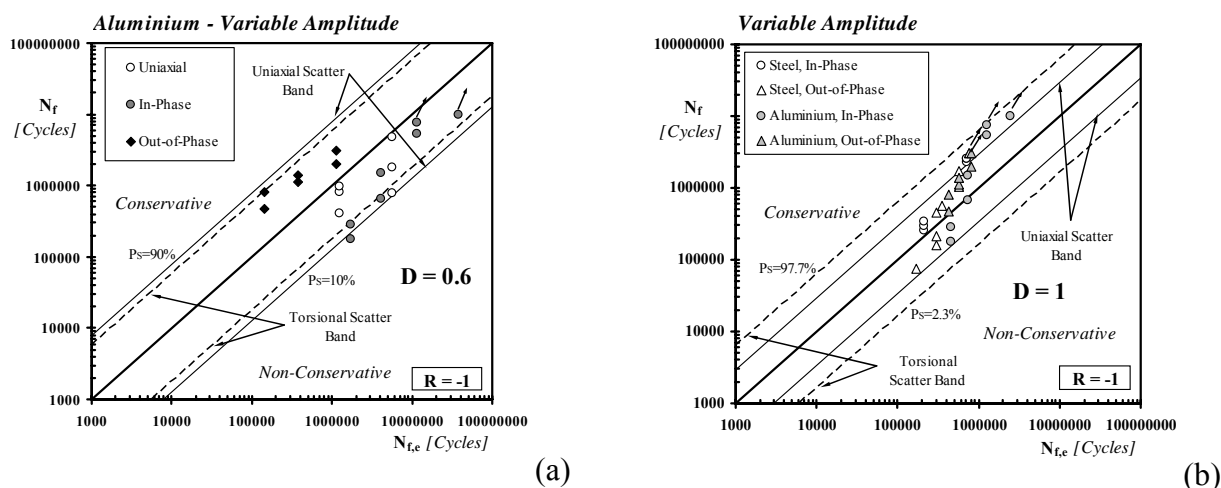 Aluminium - Variable Amplitude
100000000
10000000
1000000
100000
10000
1000
N_f
[Cycles]
Uniaxial
In-Phase
Out-of-Phase
Uniaxial Scatter
Band
Conservative
Ps=90%
Ps=10%
D = 0.6
Torsional Scatter
Band
Non-Conservative
R = -1
1000 10000 100000 1000000 10000000 100000000
N_f,e [Cycles]
(a)
Variable Amplitude
100000000
10000000
1000000
100000
10000
1000
N_f
[Cycles]
Steel, In-Phase
Steel, Out-of-Phase
Aluminium, In-Phase
Aluminium, Out-of-Phase
Conservative
Uniaxial Scatter
Band
Ps=97.7%
Ps=2.3%
D = 1
Non-Conservative
Torsional
Scatter Band
R = -1
1000 10000 100000 1000000 10000000 100000000
N_f,e [Cycles]
(b)